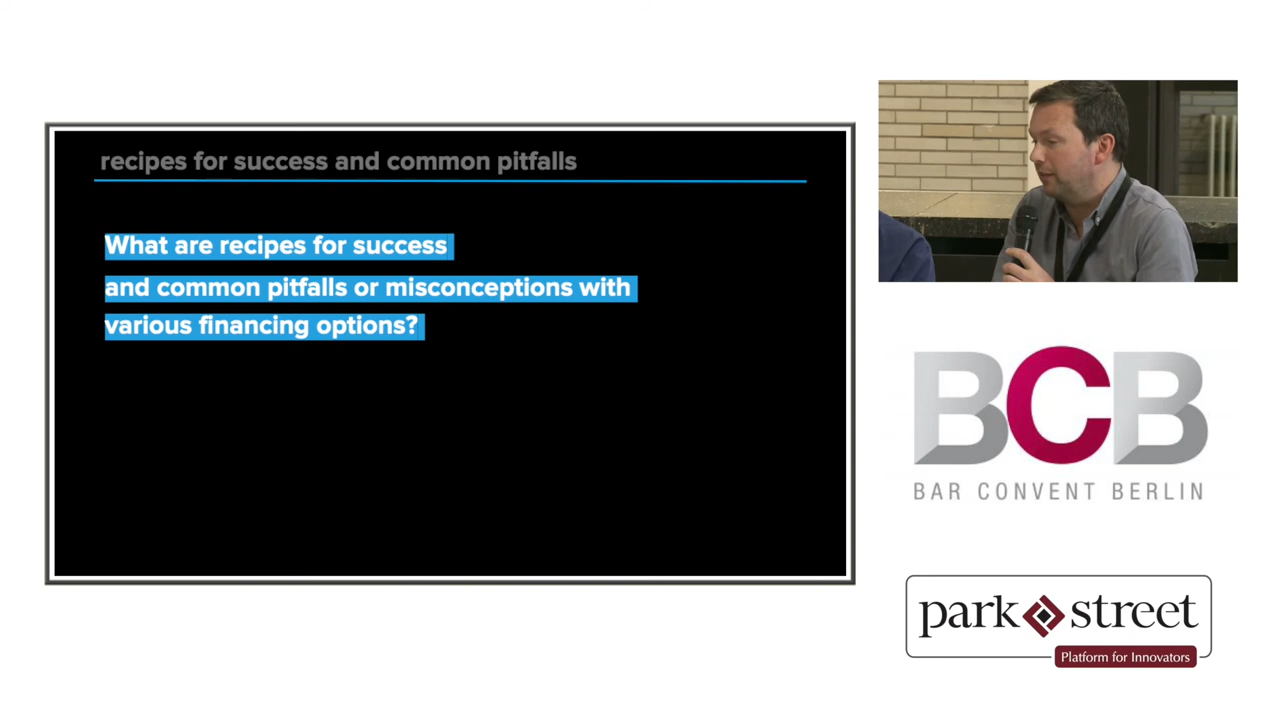 recipes for success and common pitfalls
What are recipes for success
and common pitfalls or misconceptions with
various financing options?
BCB
BAR CONVENT BERLIN
park street
Platform for Innovators